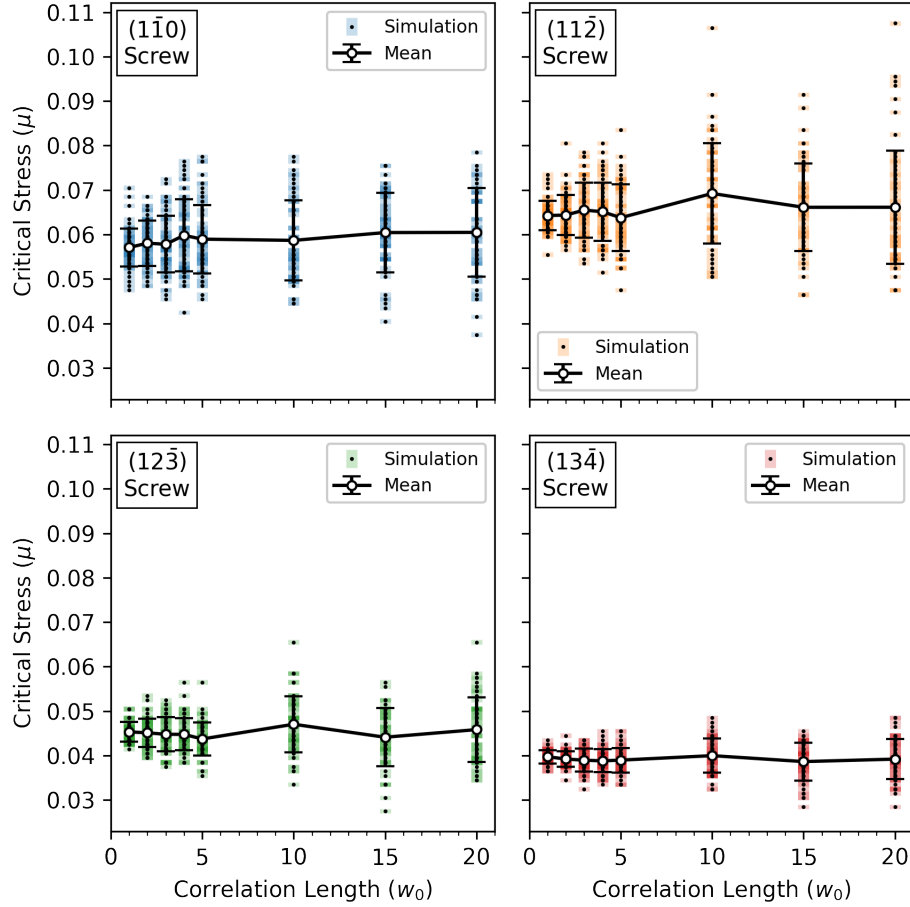 (11̄0)
Screw
Simulation
Mean
Critical Stress (μ)
0.11
0.10
0.09
0.08
0.07
0.06
0.05
0.04
0.03
(112̄)
Screw
Simulation
Mean
(123̄)
Screw
Simulation
Mean
Critical Stress (μ)
0.11
0.10
0.09
0.08
0.07
0.06
0.05
0.04
0.03
0 5 10 15 20
Correlation Length (w₀)
(134̄)
Screw
Simulation
Mean
0 5 10 15 20
Correlation Length (w₀)